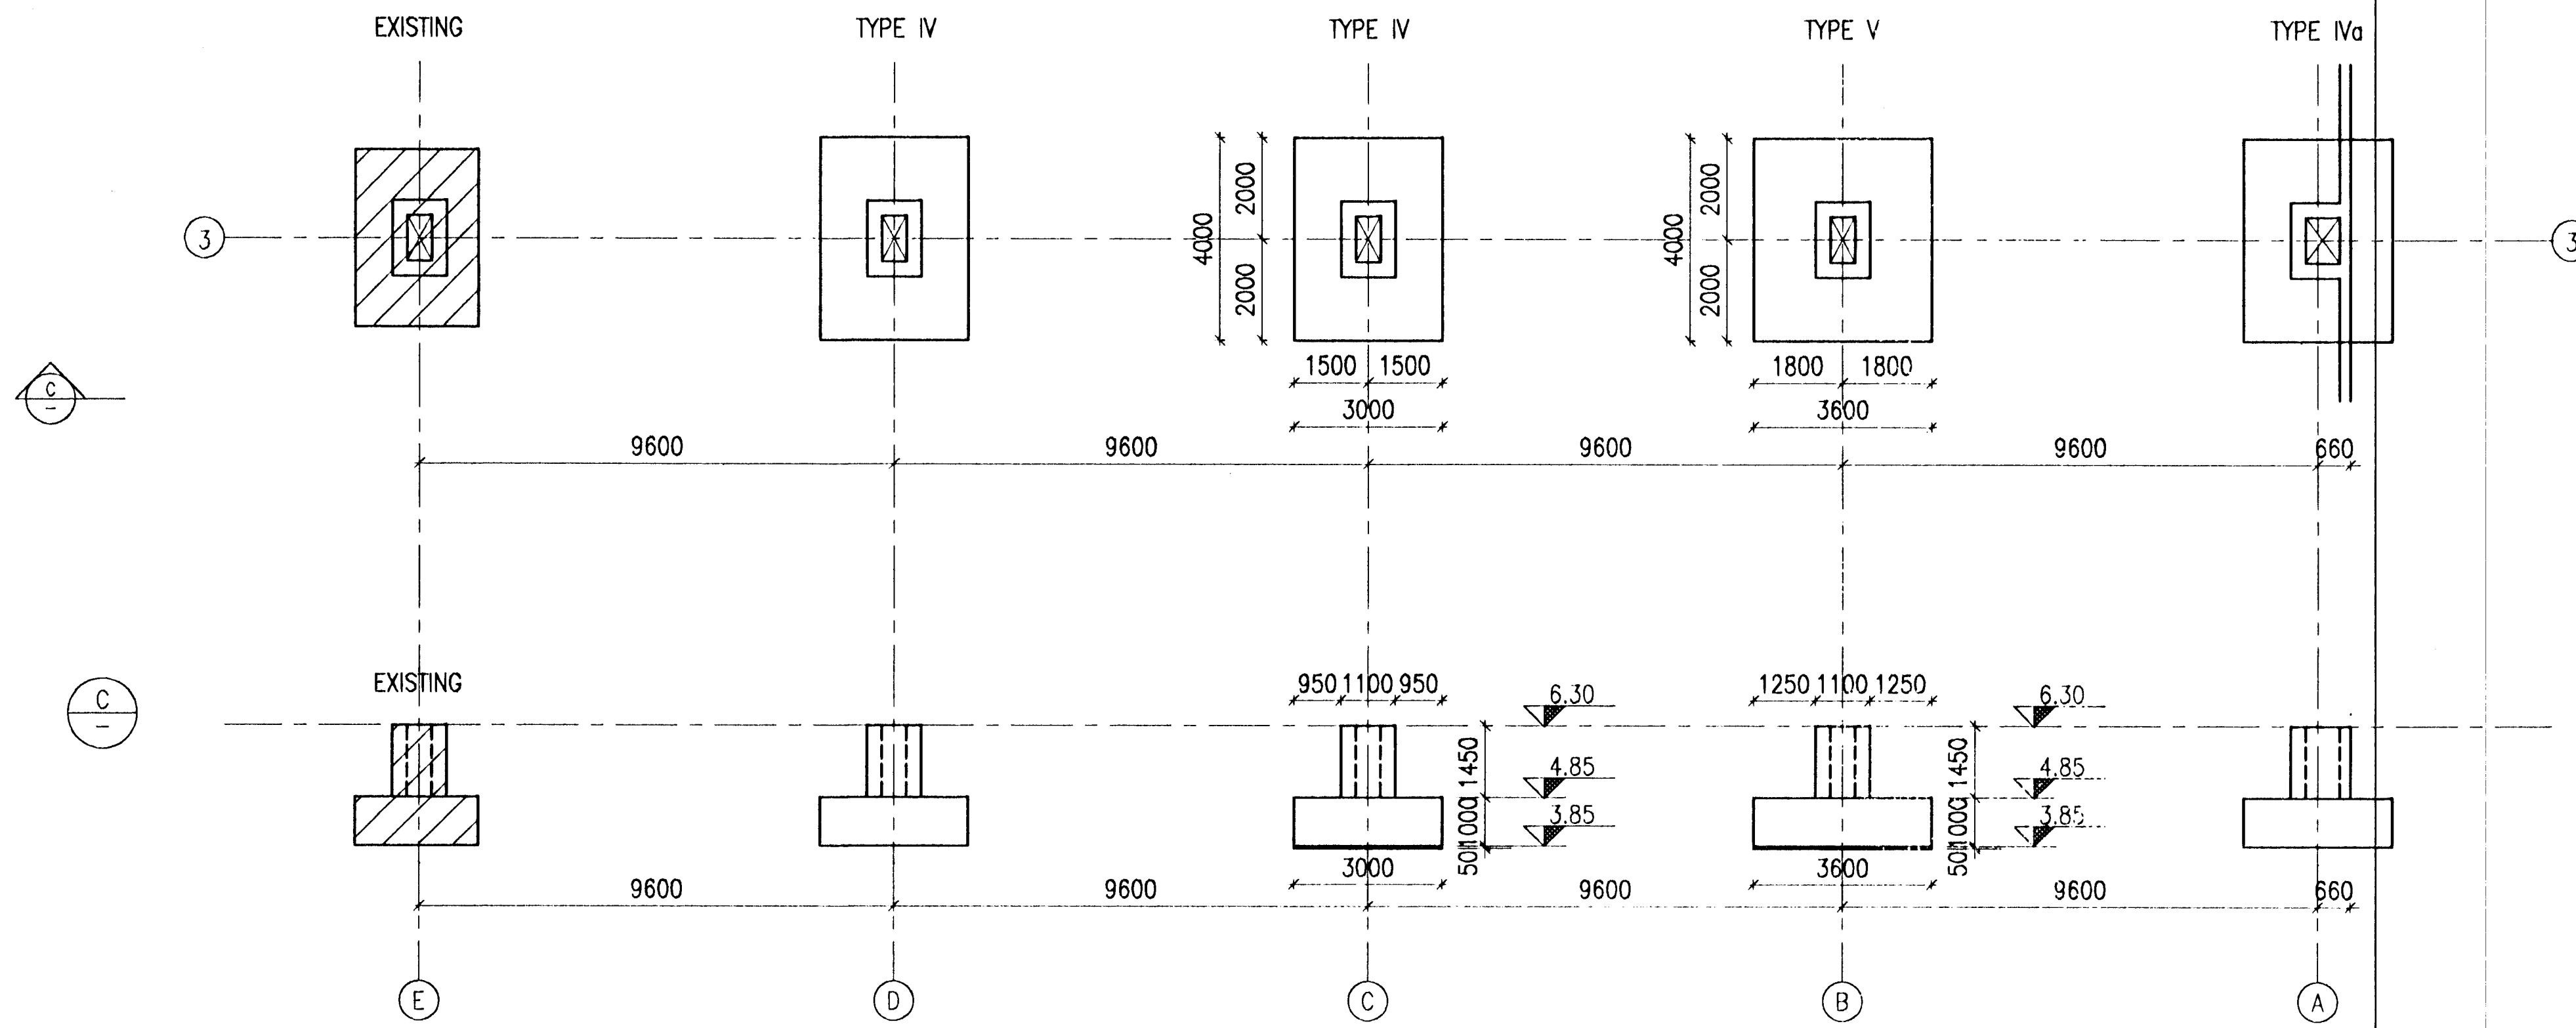 EXISTING TYPE IV TYPE IV TYPE V TYPE IVa
4000 2000 2000 4000 2000 2000
3 3
C
–
1500 1500 1800 1800
3000 3600
9600 9600 9600 9600 660
EXISTING
C
–
950 1100 950 1250 1100 1250
6.30 6.30
1450 1450
4.85 4.85
1000 1000
3.85 3.85
50 50
3000 3600
9600 9600 9600 9600 660
E D C B A